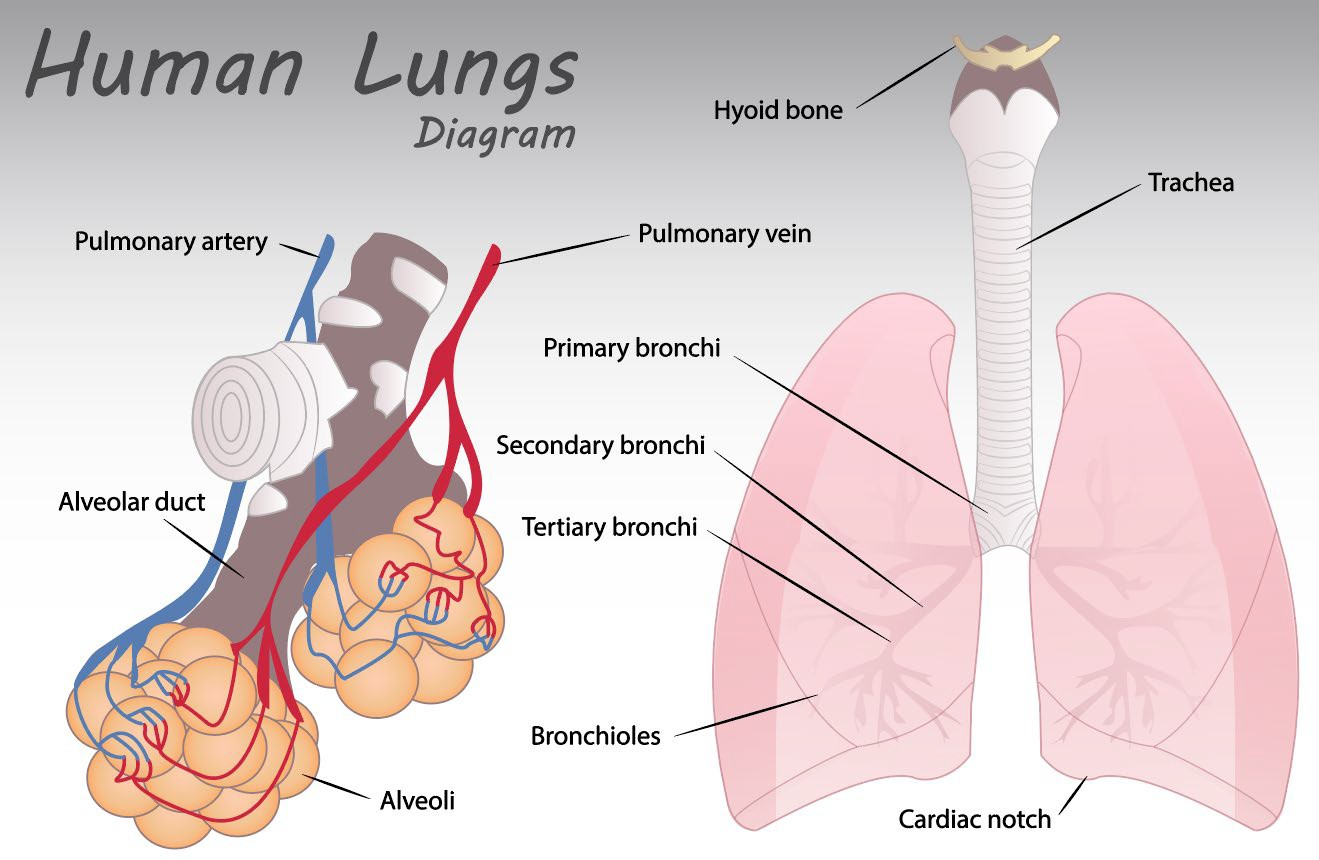 Human Lungs
Diagram
Hyoid bone
Trachea
Pulmonary artery
Pulmonary vein
Primary bronchi
Secondary bronchi
Alveolar duct
Tertiary bronchi
Bronchioles
Alveoli
Cardiac notch